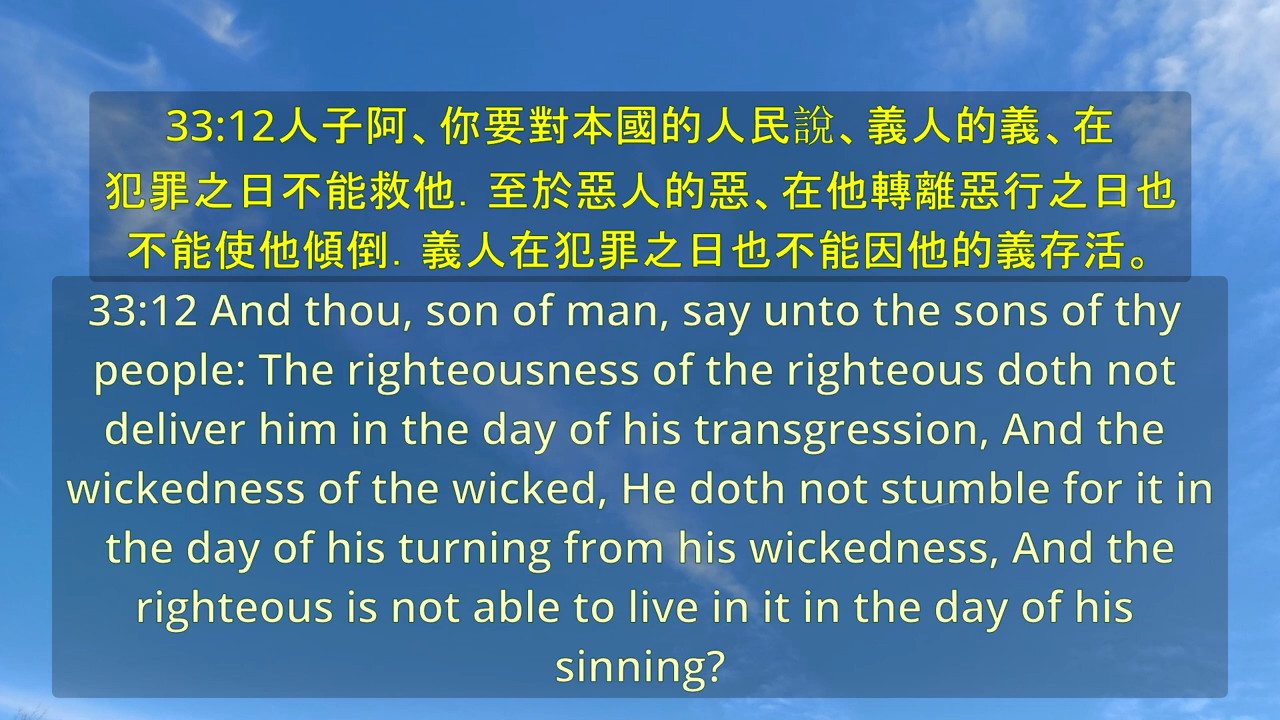 33:12人子阿、你要對本國的人民說、義人的義、在
犯罪之日不能救他．至於惡人的惡、在他轉離惡行之日也
不能使他傾倒．義人在犯罪之日也不能因他的義存活。
33:12 And thou, son of man, say unto the sons of thy
people: The righteousness of the righteous doth not
deliver him in the day of his transgression, And the
wickedness of the wicked, He doth not stumble for it in
the day of his turning from his wickedness, And the
righteous is not able to live in it in the day of his
sinning?